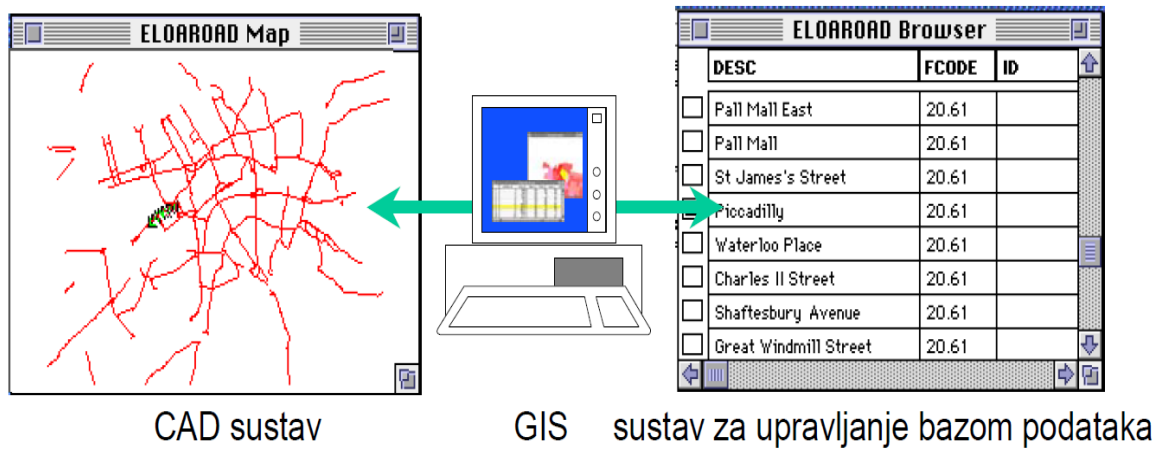 ELOAROAD Map
ELOAROAD Browser
DESC FCODE ID
Pall Mall East 20.61
Pall Mall 20.61
St James's Street 20.61
Piccadilly 20.61
Waterloo Place 20.61
Charles II Street 20.61
Shaftesbury Avenue 20.61
Great Windmill Street 20.61
CAD sustav
GIS
sustav za upravljanje bazom podataka